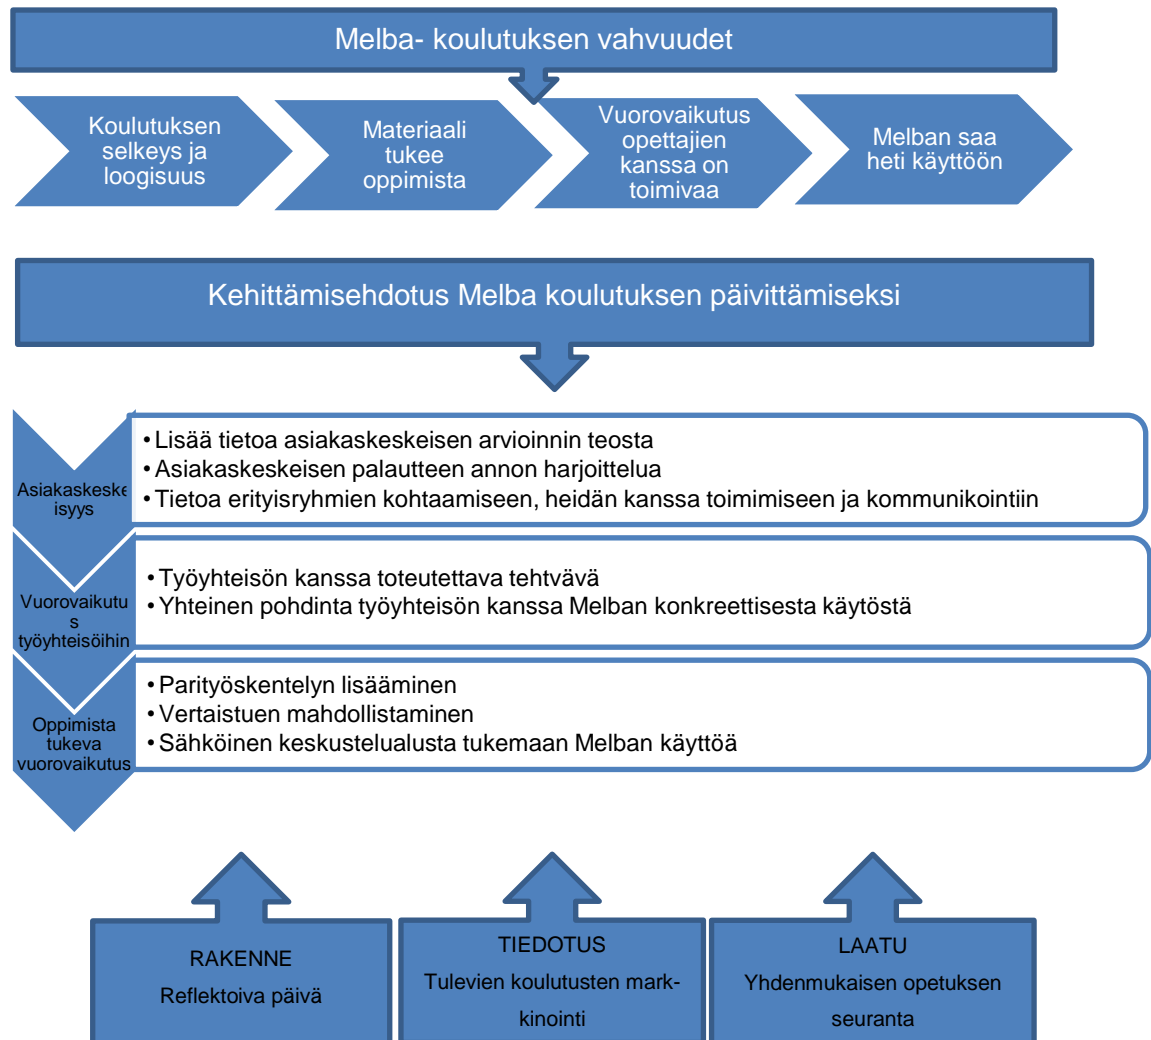 Melba- koulutuksen vahvuudet
Koulutuksen
selkeys ja
loogisuus
Materiaali
tukee
oppimista
Vuorovaikutus
opettajien
kanssa on
toimivaa
Melban saa
heti käyttöön
Kehittämisehdotus Melba koulutuksen päivittämiseksi
Asiakaskeske
isyys
• Lisää tietoa asiakaskeskeisen arvioinnin teosta
• Asiakaskeskeisen palautteen annon harjoittelua
• Tietoa erityisryhmien kohtaamiseen, heidän kanssa toimimiseen ja kommunikointiin
Vuorovaikutu
s
työyhteisöihin
• Työyhteisön kanssa toteutettava tehtvävä
• Yhteinen pohdinta työyhteisön kanssa Melban konkreettisesta käytöstä
Oppimista
tukeva
vuorovaikutus
• Parityöskentelyn lisääminen
• Vertaistuen mahdollistaminen
• Sähköinen keskustelualusta tukemaan Melban käyttöä
RAKENNE
Reflektoiva päivä
TIEDOTUS
Tulevien koulutusten mark-
kinointi
LAATU
Yhdenmukaisen opetuksen
seuranta